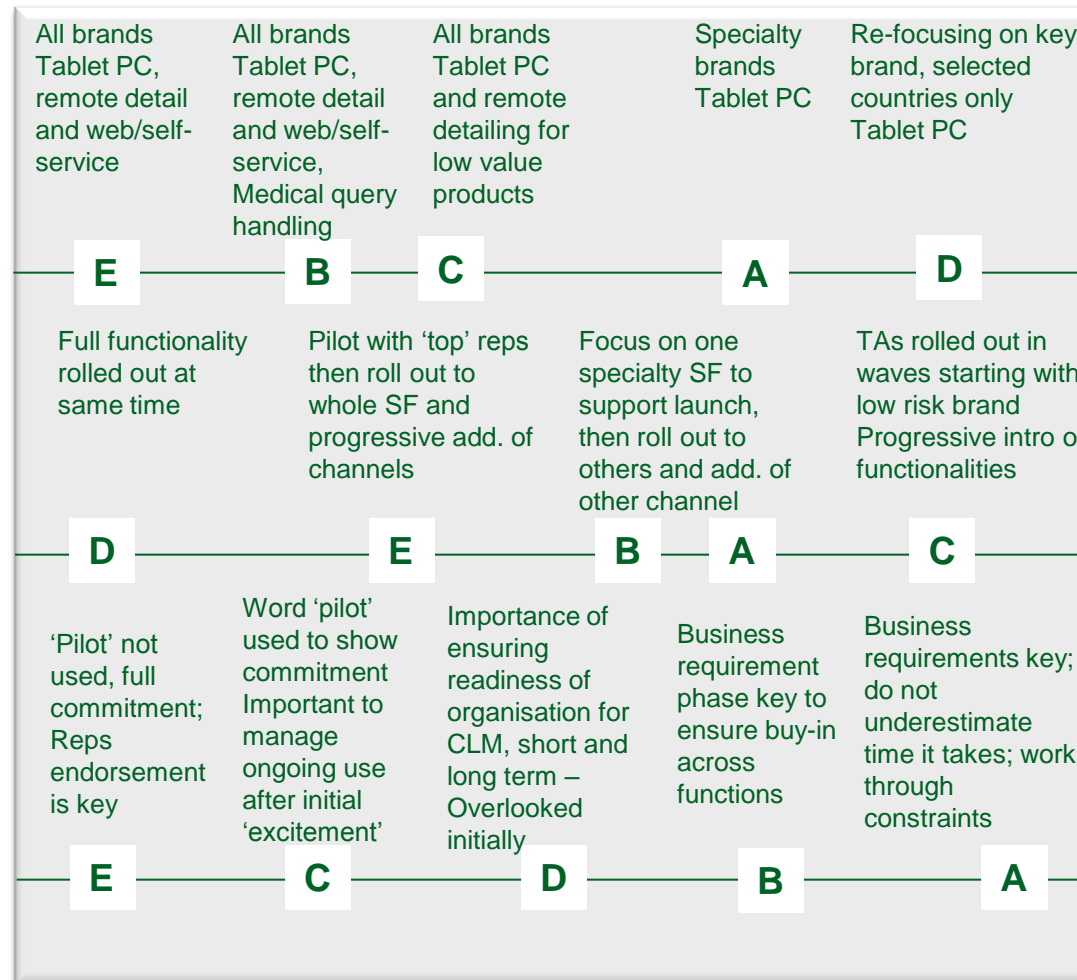 All brands
Tablet PC,
remote detail
and web/self-
service
All brands
Tablet PC,
remote detail
and web/self-
service,
Medical query
handling
All brands
Tablet PC
and remote
detailing for
low value
products
Specialty
brands
Tablet PC
Re-focusing on key
brand, selected
countries only
Tablet PC
E
B
C
A
D
Full functionality
rolled out at
same time
Pilot with ‘top’ reps
then roll out to
whole SF and
progressive add. of
channels
Focus on one
specialty SF to
support launch,
then roll out to
others and add. of
other channel
TAs rolled out in
waves starting with
low risk brand
Progressive intro
functionalities
D
E
B
A
C
‘Pilot’ not
used, full
commitment;
Reps
endorsement
is key
Word ‘pilot’
used to show
commitment
Important to
manage
ongoing use
after initial
‘excitement’
Importance of
ensuring
readiness of
organisation for
CLM, short and
long term –
Overlooked
initially
Business
requirement
phase key to
ensure buy-in
across
functions
Business
requirements key;
do not
underestimate
time it takes; work
through
constraints
E
C
D
B
A